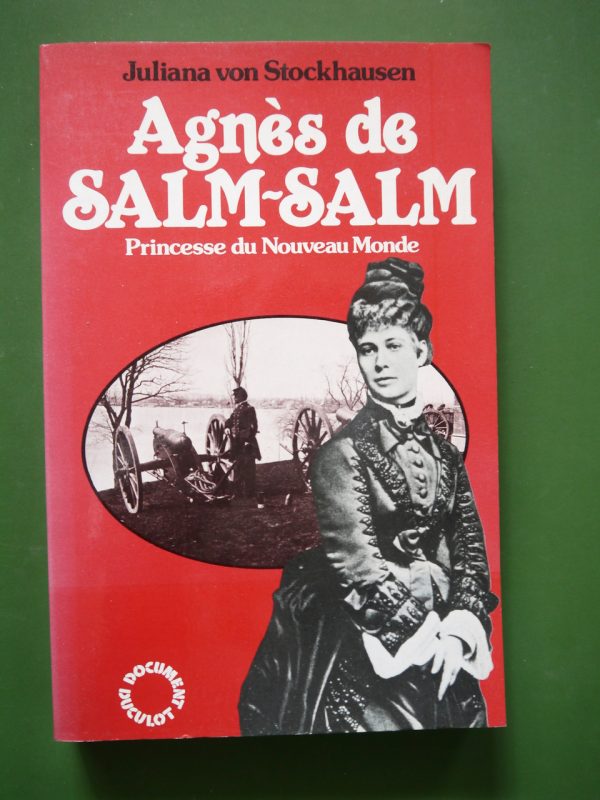 Juliana von Stockhausen
Agnès de
SALM-SALM
Princesse du Nouveau Monde
DOCUMENT
DUCULOT